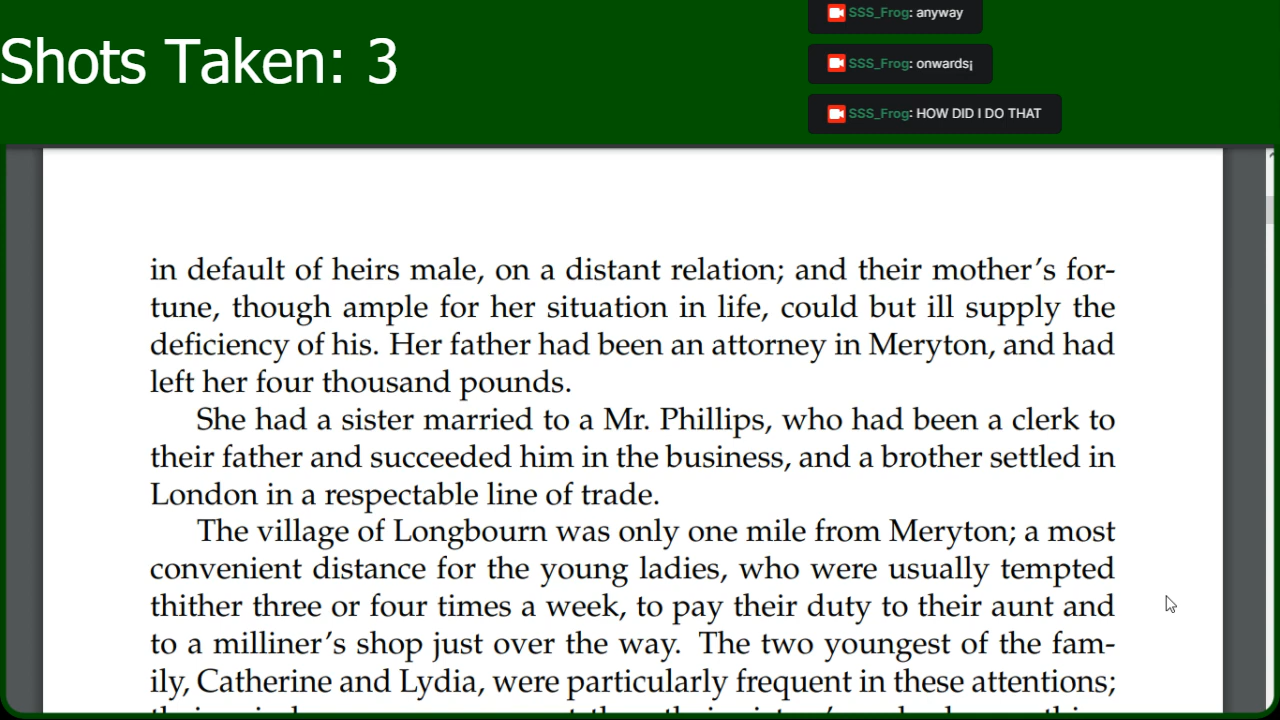 Shots Taken: 3
SSS_Frog: anyway
SSS_Frog: onwards¡
SSS_Frog: HOW DID I DO THAT
in default of heirs male, on a distant relation; and their mother’s for-
tune, though ample for her situation in life, could but ill supply the
deficiency of his. Her father had been an attorney in Meryton, and had
left her four thousand pounds.
She had a sister married to a Mr. Phillips, who had been a clerk to
their father and succeeded him in the business, and a brother settled in
London in a respectable line of trade.
The village of Longbourn was only one mile from Meryton; a most
convenient distance for the young ladies, who were usually tempted
thither three or four times a week, to pay their duty to their aunt and
to a milliner’s shop just over the way. The two youngest of the fam-
ily, Catherine and Lydia, were particularly frequent in these attentions;